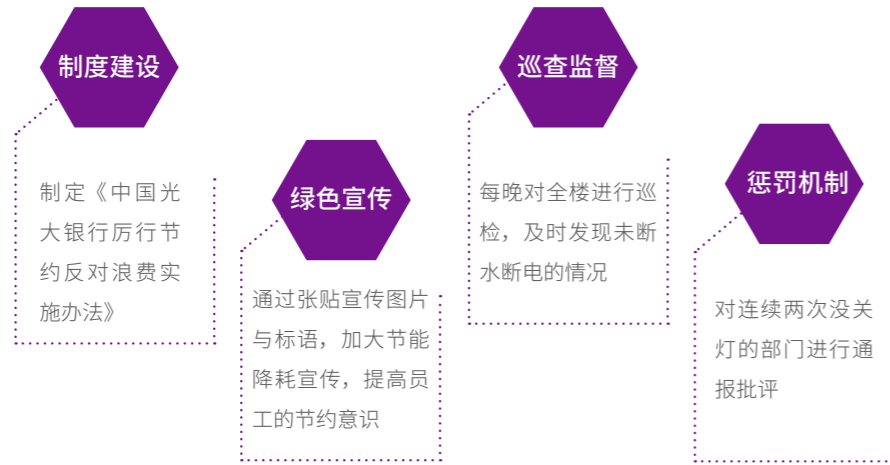 制度建设
制定《中国光
大银行厉行节
约反对浪费实
施办法》
绿色宣传
通过张贴宣传图片
与标语，加大节能
降耗宣传，提高员
工的节约意识
巡查监督
每晚对全楼进行巡
检，及时发现未断
水断电的情况
惩罚机制
对连续两次没关
灯的部门进行通
报批评